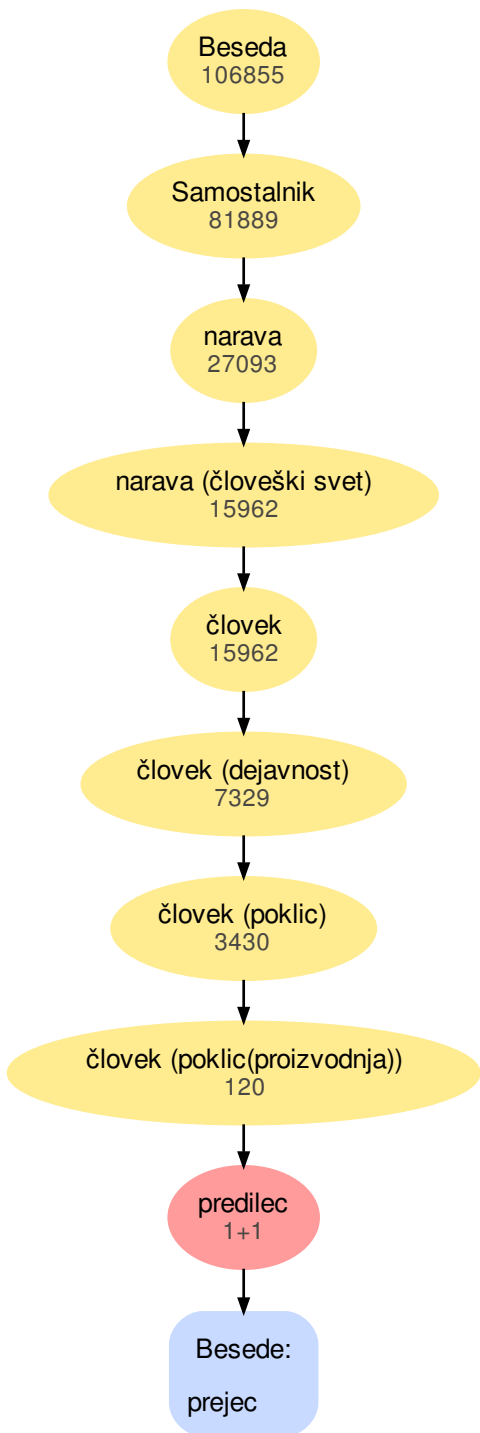 Beseda
106855
Samostalnik
81889
narava
27093
narava (človeški svet)
15962
človek
15962
človek (dejavnost)
7329
človek (poklic)
3430
človek (poklic(proizvodnja))
120
predilec
1+1
Besede:
prejec